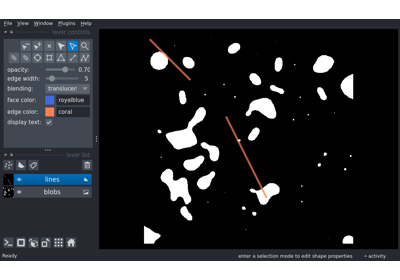 File View Window Plugins Help
layer controls
opacity: 0.70
edge width: 5
blending: translucen
face color: royalblue
edge color: coral
display text:
layer list
lines
blobs
Ready enter a selection mode to edit shape properties activity